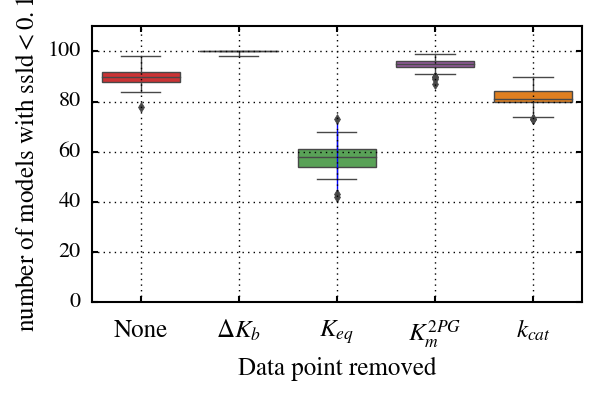 number of models with ssld < 0.1
100
80
60
40
20
0
None ΔK_b K_eq K_m^2PG k_cat
Data point removed